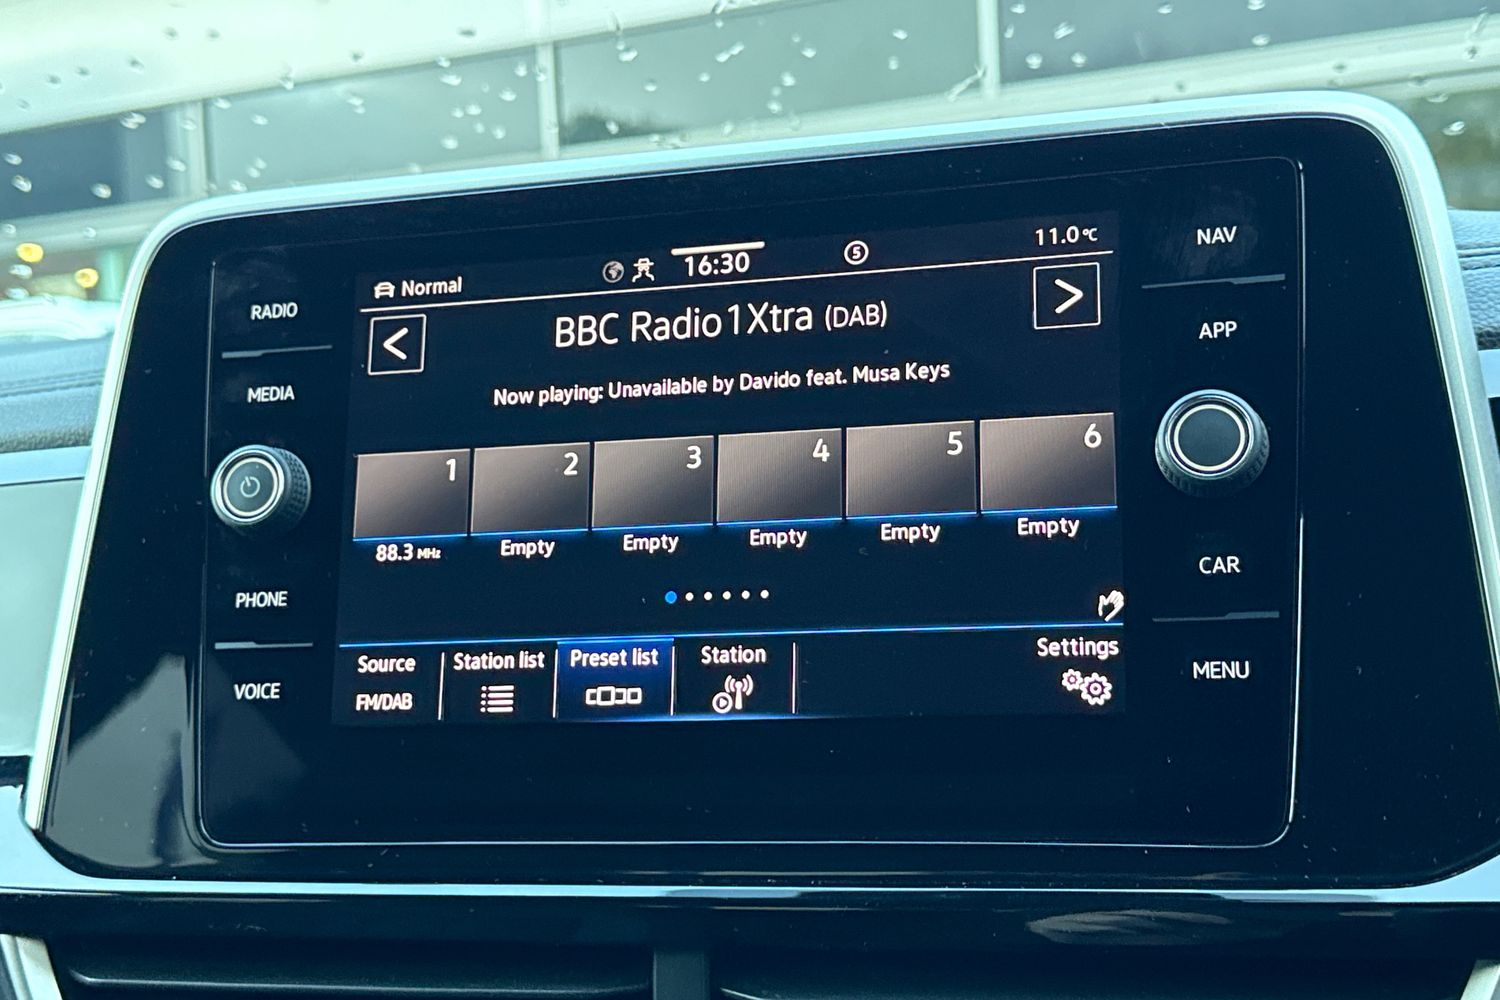 RADIO
MEDIA
PHONE
VOICE
Normal
16:30
5
11.0°C
BBC Radio 1Xtra (DAB)
Now playing: Unavailable by Davido feat. Musa Keys
1
2
3
4
5
6
88.3 MHz
Empty
Empty
Empty
Empty
Empty
Source
FM/DAB
Station list
Preset list
Station
Settings
NAV
APP
CAR
MENU